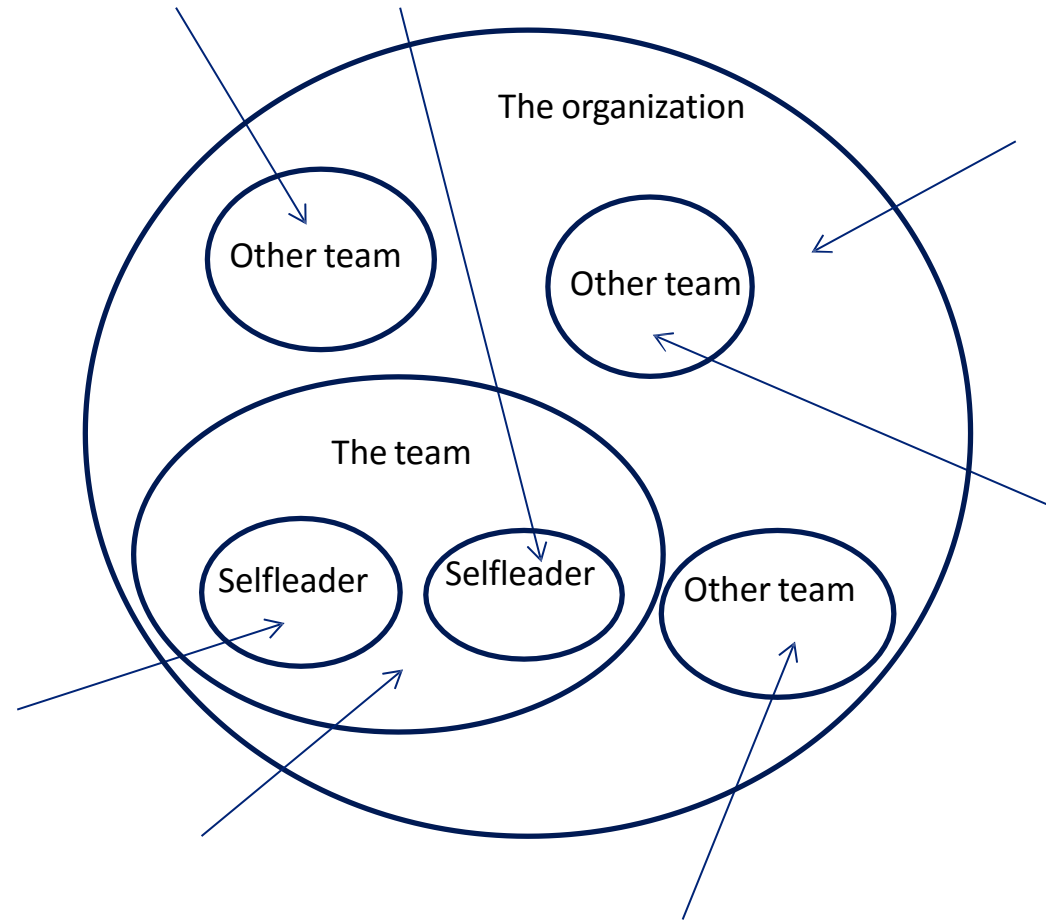 The organization
Other team
Other team
The team
Selfleader
Selfleader
Other team